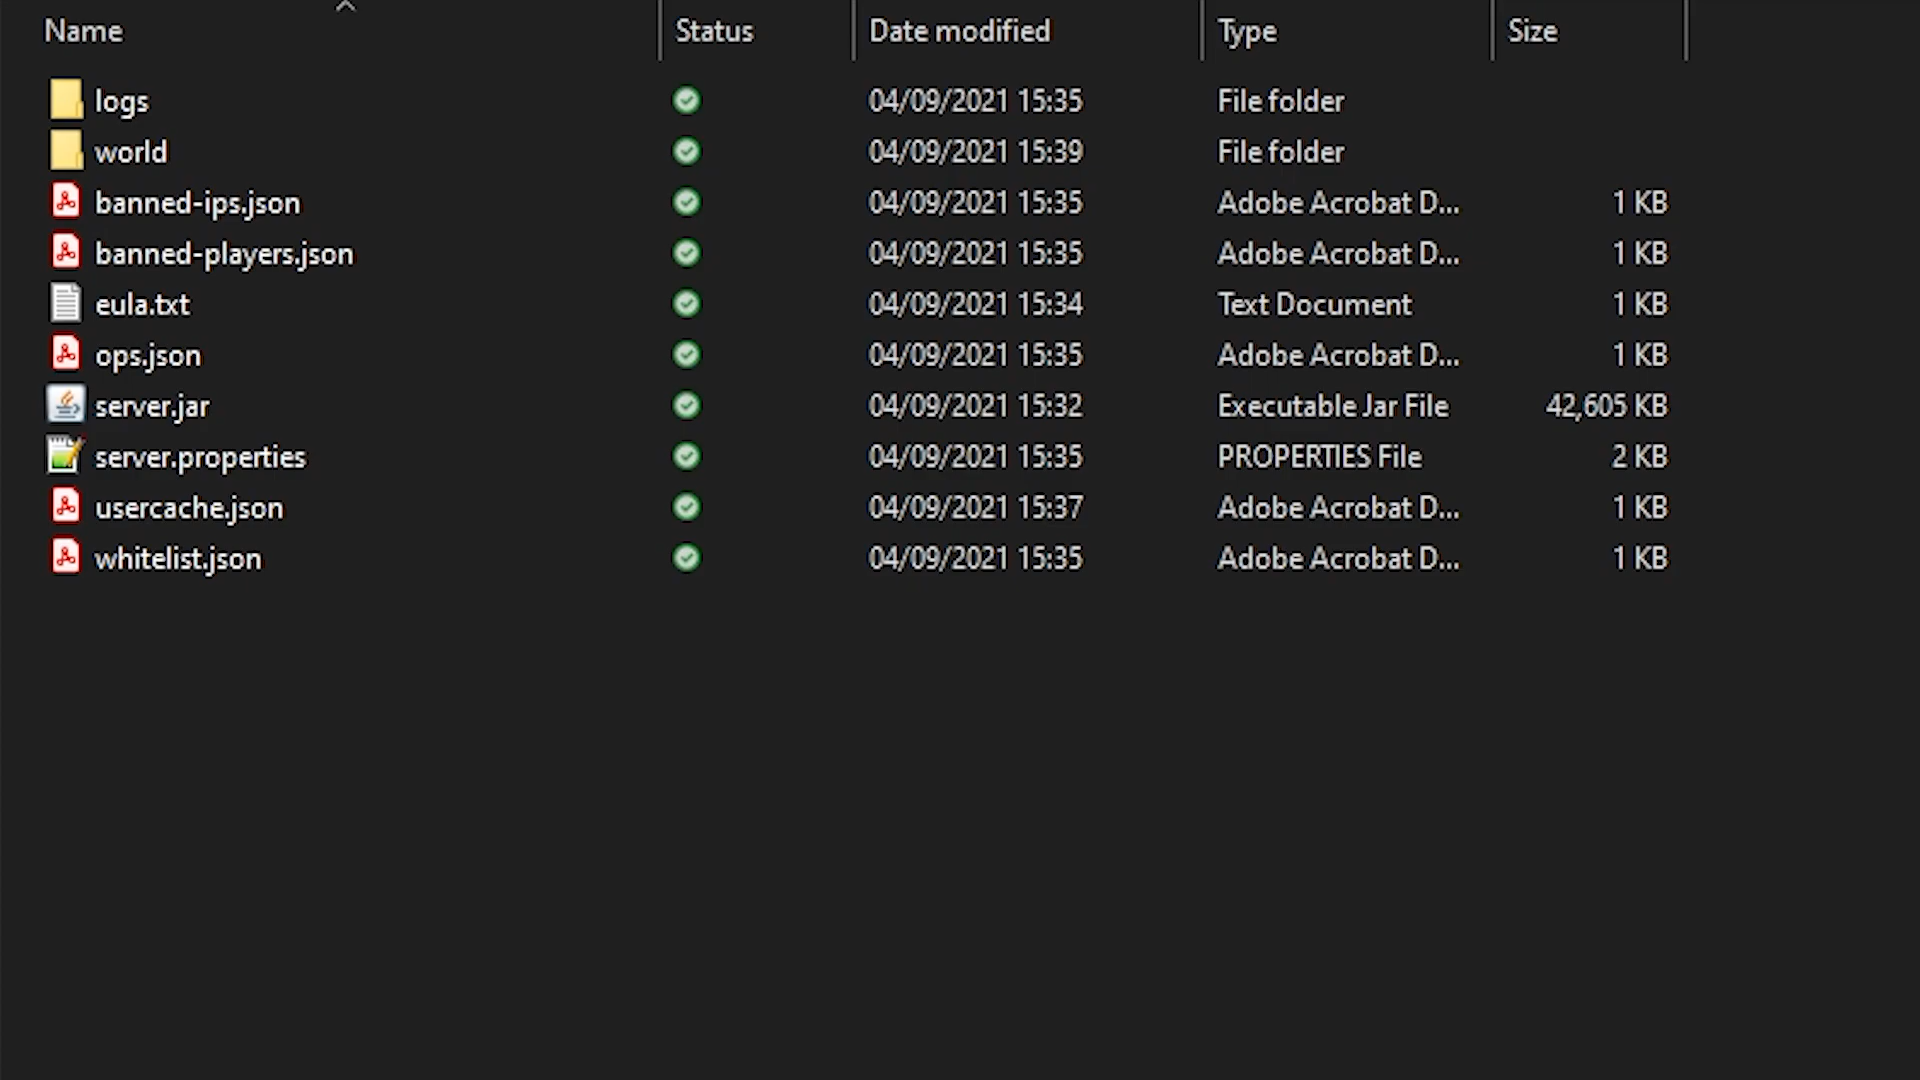 Name Status Date modified Type Size
logs 04/09/2021 15:35 File folder
world 04/09/2021 15:39 File folder
banned-ips.json 04/09/2021 15:35 Adobe Acrobat D... 1 KB
banned-players.json 04/09/2021 15:35 Adobe Acrobat D... 1 KB
eula.txt 04/09/2021 15:34 Text Document 1 KB
ops.json 04/09/2021 15:35 Adobe Acrobat D... 1 KB
server.jar 04/09/2021 15:32 Executable Jar File 42,605 KB
server.properties 04/09/2021 15:35 PROPERTIES File 2 KB
usercache.json 04/09/2021 15:37 Adobe Acrobat D... 1 KB
whitelist.json 04/09/2021 15:35 Adobe Acrobat D... 1 KB